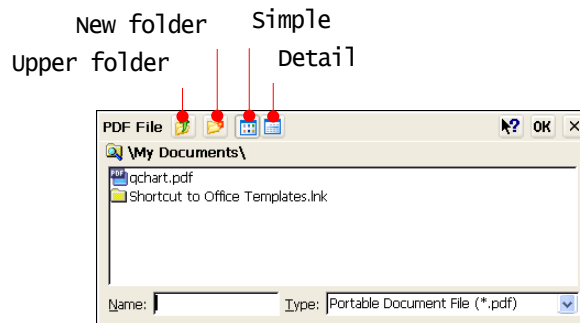 New folder
Simple
Upper folder
Detail
PDF File
? OK ×
\My Documents\
PDF qchart.pdf
Shortcut to Office Templates.lnk
Name: Type: Portable Document File (*.pdf)